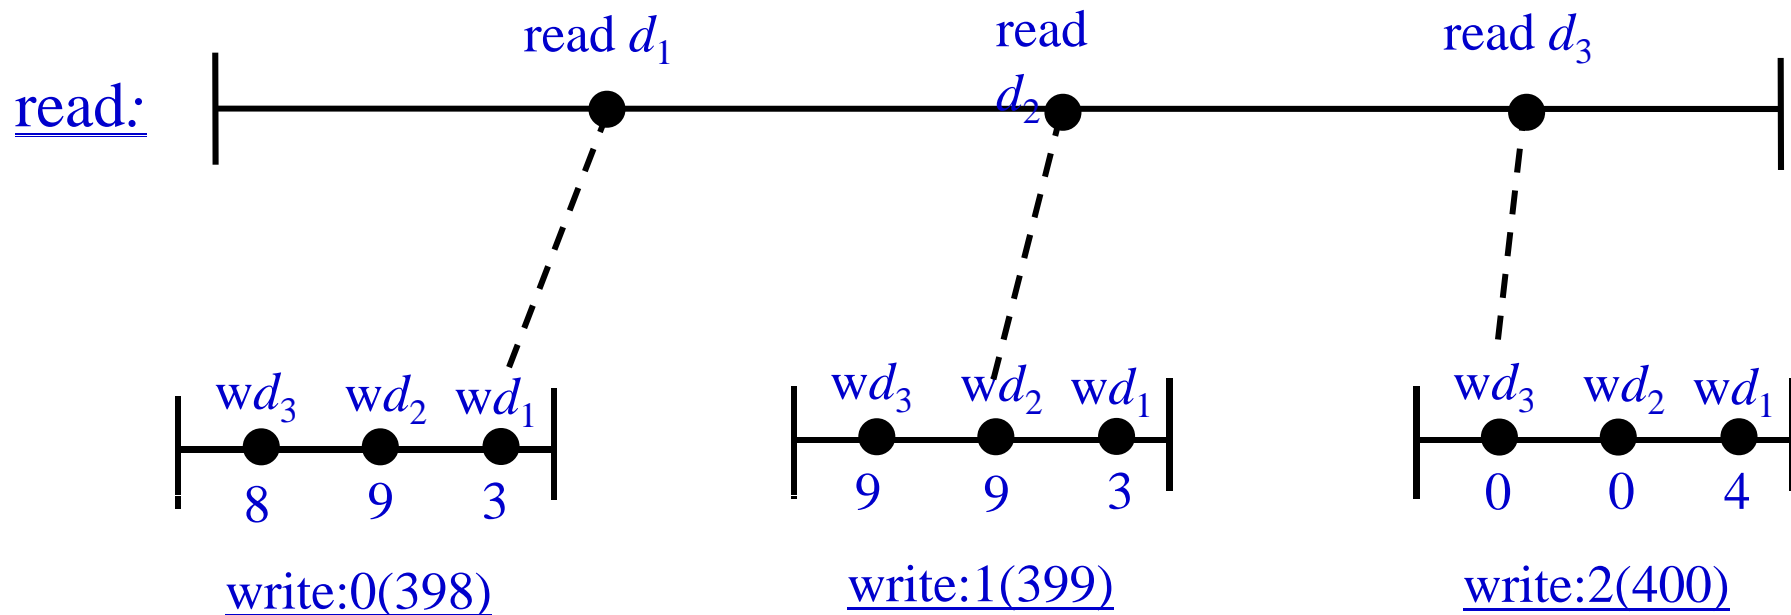 read:
read d1
read
d2
read d3
wd3 wd2 wd1
8 9 3
write:0(398)
wd3 wd2 wd1
9 9 3
write:1(399)
wd3 wd2 wd1
0 0 4
write:2(400)